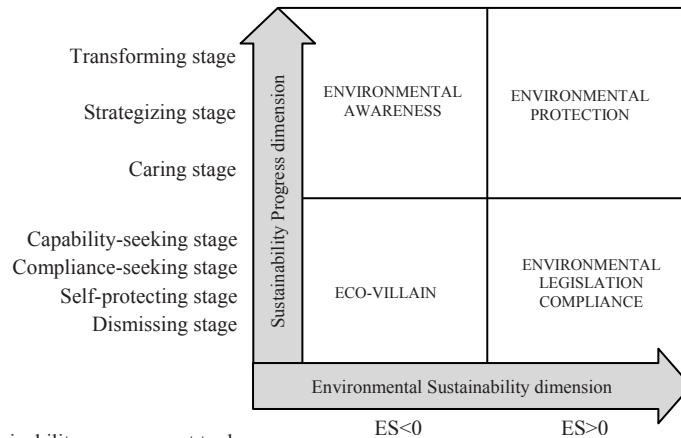 Transforming stage
Strategizing stage
Caring stage
Capability-seeking stage
Compliance-seeking stage
Self-protecting stage
Dismissing stage
Sustainability Progress dimension
ENVIRONMENTAL
AWARENESS
ENVIRONMENTAL
PROTECTION
ECO-VILLAIN
ENVIRONMENTAL
LEGISLATION
COMPLIANCE
Environmental Sustainability dimension
ES<0
ES>0